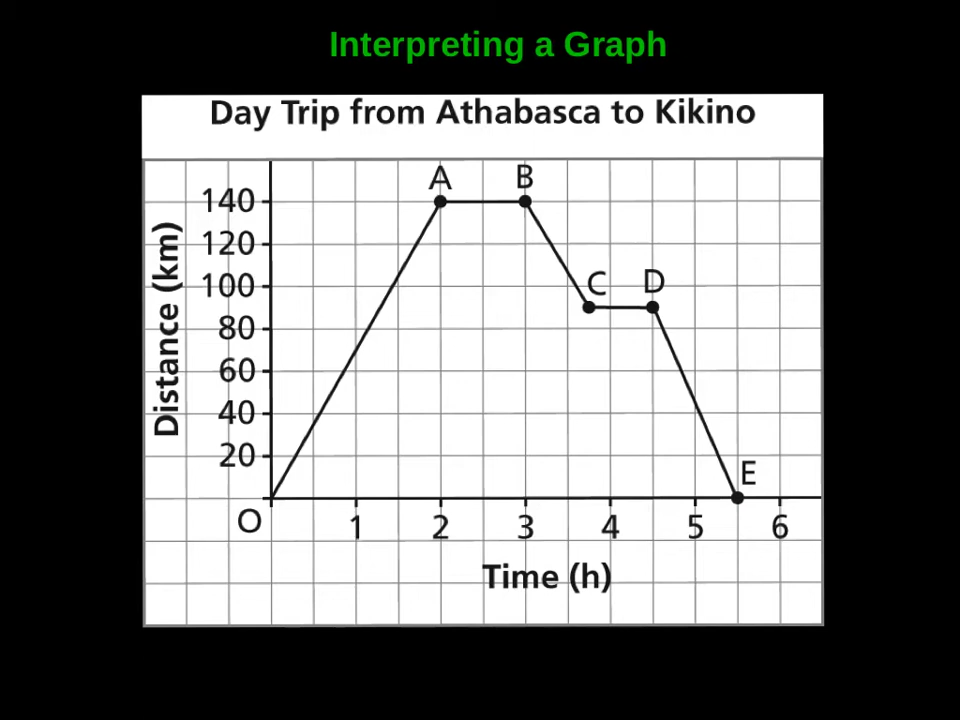 Interpreting a Graph
Day Trip from Athabasca to Kikino
A
B
140
120
100
C
D
80
60
40
20
E
O
1 2 3 4 5 6
Distance (km)
Time (h)